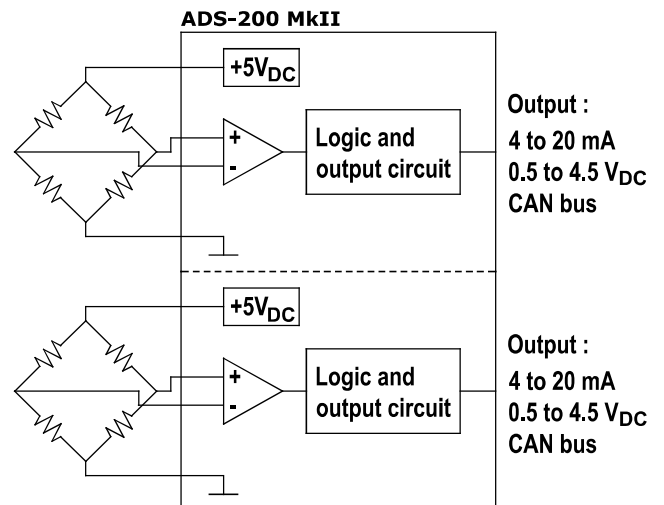 ADS-200 MkII
+5VDC
+
-
Logic and
output circuit
Output :
4 to 20 mA
0.5 to 4.5 VDC
CAN bus
+5VDC
+
-
Logic and
output circuit
Output :
4 to 20 mA
0.5 to 4.5 VDC
CAN bus